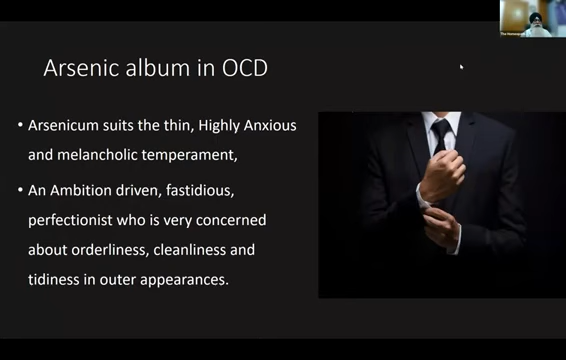 Arsenic album in OCD
• Arsenicum suits the thin, Highly Anxious
and melancholic temperament,
• An Ambition driven, fastidious,
perfectionist who is very concerned
about orderliness, cleanliness and
tidiness in outer appearances.